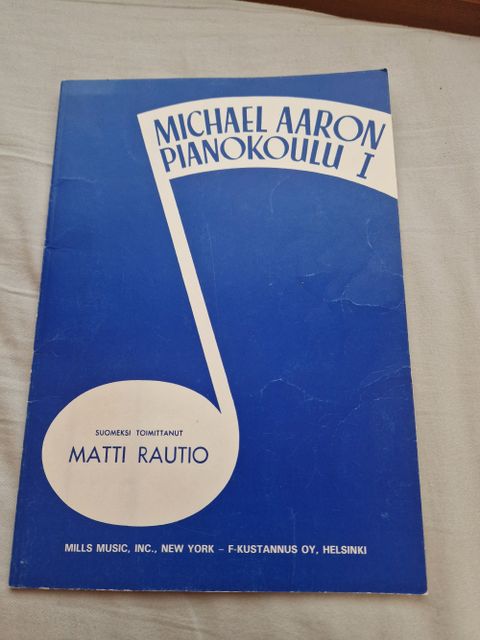 MICHAEL AARON
PIANOKOULU I
SUOMEKSI TOIMITTANUT
MATTI RAUTIO
MILLS MUSIC, INC., NEW YORK – F-KUSTANNUS OY, HELSINKI